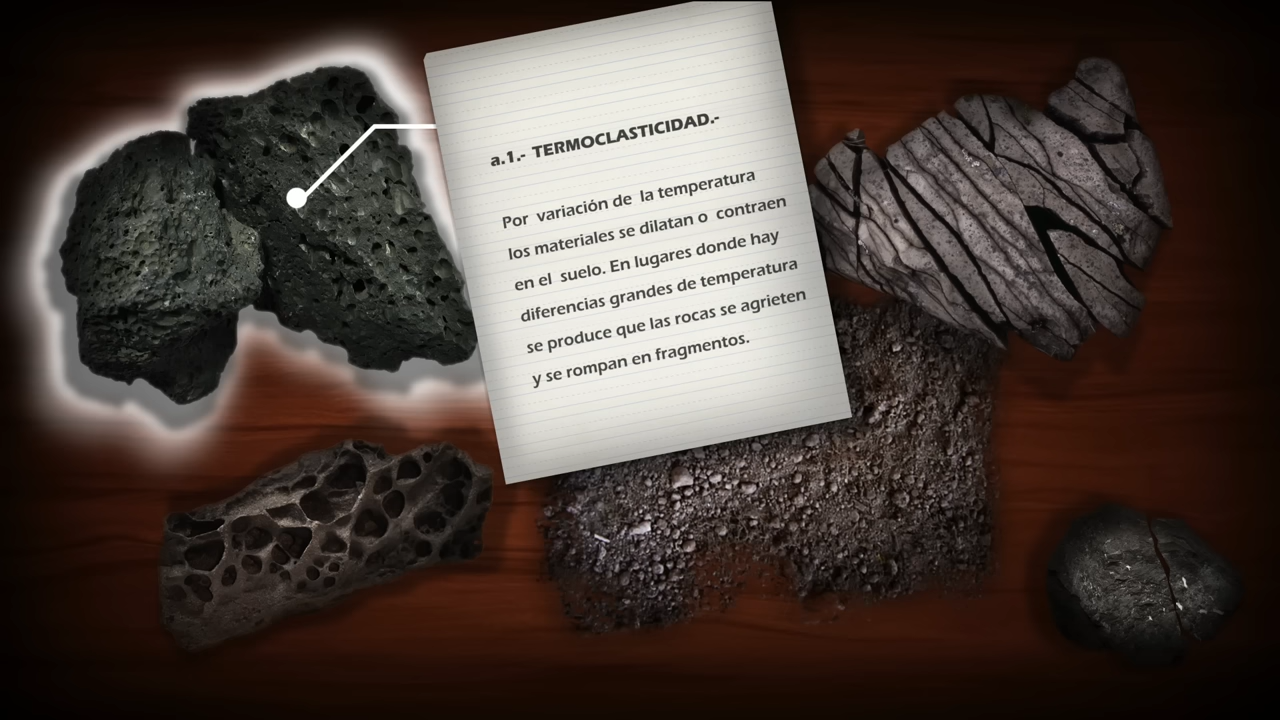 a.1.- TERMOCLASTICIDAD.-
Por variación de la temperatura
los materiales se dilatan o contraen
en el suelo. En lugares donde hay
diferencias grandes de temperatura
se produce que las rocas se agrieten
y se rompan en fragmentos.